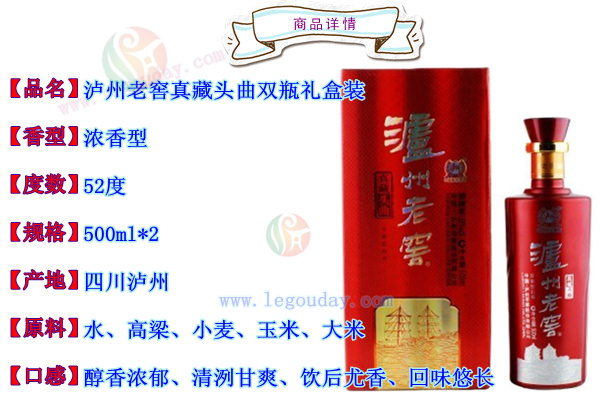 商品详情
【品名】泸州老窖真藏头曲双瓶礼盒装
【香型】浓香型
【度数】52度
【规格】500ml*2
【产地】四川泸州
【原料】水、高粱、小麦、玉米、大米
【口感】醇香浓郁、清冽甘爽、饮后尤香、回味悠长
www.legouday.com
泸州老窖
泸州老窖